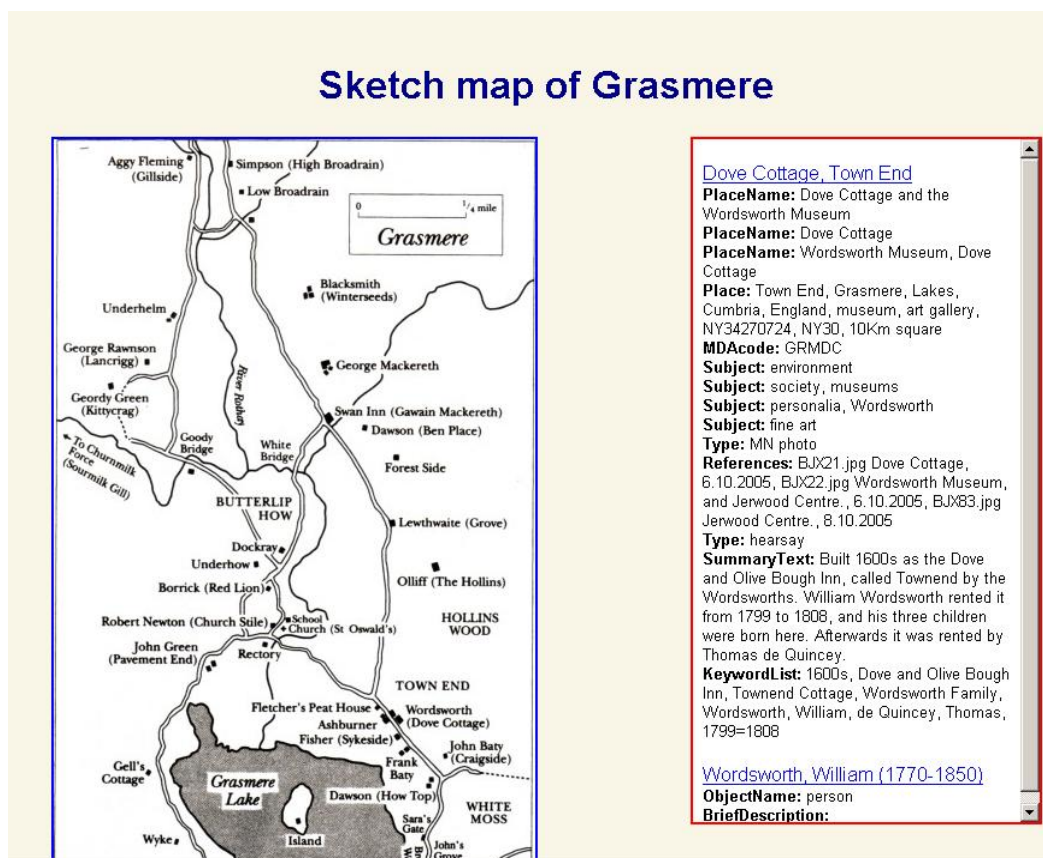 Sketch map of Grasmere
Aggy Fleming
(Gillside)
Simpson (High Broadrain)
Low Broadrain
0 1/4 mile
Grasmere
Blacksmith
(Winterseeds)
Underhelm
George Rawnson
(Lancrigg)
George Mackereth
River Rothay
Geordy Green
(Kittycrag)
Swan Inn (Gawain Mackereth)
Dawson (Ben Place)
To Churnmilk
Force
(Sourmilk Gill)
Goody
Bridge
White
Bridge
Forest Side
BUTTERLIP
HOW
Lewthwaite (Grove)
Dockray
Underhow
Olliff (The Hollins)
Borrick (Red Lion)
HOLLINS
WOOD
Robert Newton (Church Stile)
School
Church (St Oswald's)
John Green
(Pavement End)
Rectory
TOWN END
Fletcher's Peat House
Wordsworth
(Dove Cottage)
Ashburner
Fisher (Sykeside)
John Baty
(Craigside)
Frank
Baty
Gell's
Cottage
Grasmere
Lake
Dawson (How Top)
WHITE
MOSS
Sara's
Gate
Wyke
Island
John's
Grove
Dove Cottage, Town End
PlaceName: Dove Cottage and the
Wordsworth Museum
PlaceName: Dove Cottage
PlaceName: Wordsworth Museum, Dove
Cottage
Place: Town End, Grasmere, Lakes,
Cumbria, England, museum, art gallery,
NY34270724, NY30, 10Km square
MDAcode: GRMDC
Subject: environment
Subject: society, museums
Subject: personalia, Wordsworth
Subject: fine art
Type: MN photo
References: BJX21.jpg Dove Cottage,
6.10.2005, BJX22.jpg Wordsworth Museum,
and Jerwood Centre., 6.10.2005, BJX83.jpg
Jerwood Centre., 8.10.2005
Type: hearsay
SummaryText: Built 1600s as the Dove
and Olive Bough Inn, called Townend by the
Wordsworths. William Wordsworth rented it
from 1799 to 1808, and his three children
were born here. Afterwards it was rented by
Thomas de Quincey.
KeywordList: 1600s, Dove and Olive Bough
Inn, Townend Cottage, Wordsworth Family,
Wordsworth, William, de Quincey, Thomas,
1799=1808
Wordsworth, William (1770-1850)
ObjectName: person
BriefDescription: